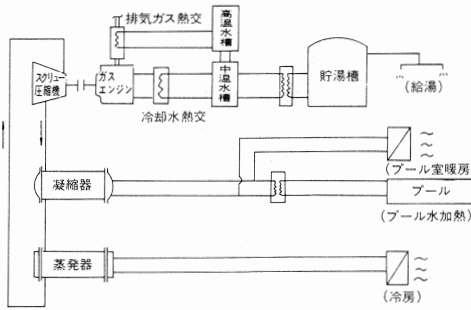 排気ガス熱交
高温水槽
スクリュー
圧縮機
ガス
エンジン
中温水槽
貯湯槽
(給湯)
冷却水熱交
凝縮器
(プール室暖房)
プール
(プール水加熱)
蒸発器
(冷房)